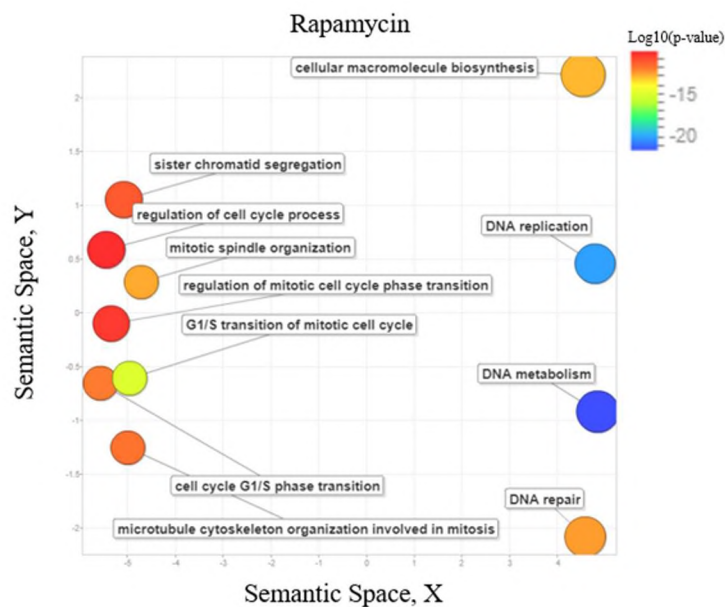 Rapamycin
Log10(p-value)
cellular macromolecule biosynthesis
-15
-20
sister chromatid segregation
regulation of cell cycle process
DNA replication
mitotic spindle organization
regulation of mitotic cell cycle phase transition
G1/S transition of mitotic cell cycle
DNA metabolism
cell cycle G1/S phase transition
DNA repair
microtubule cytoskeleton organization involved in mitosis
Semantic Space, Y
2
1.5
1
0.5
0
-0.5
-1
-1.5
-2
-5 -4 -3 -2 -1 0 1 2 3 4
Semantic Space, X